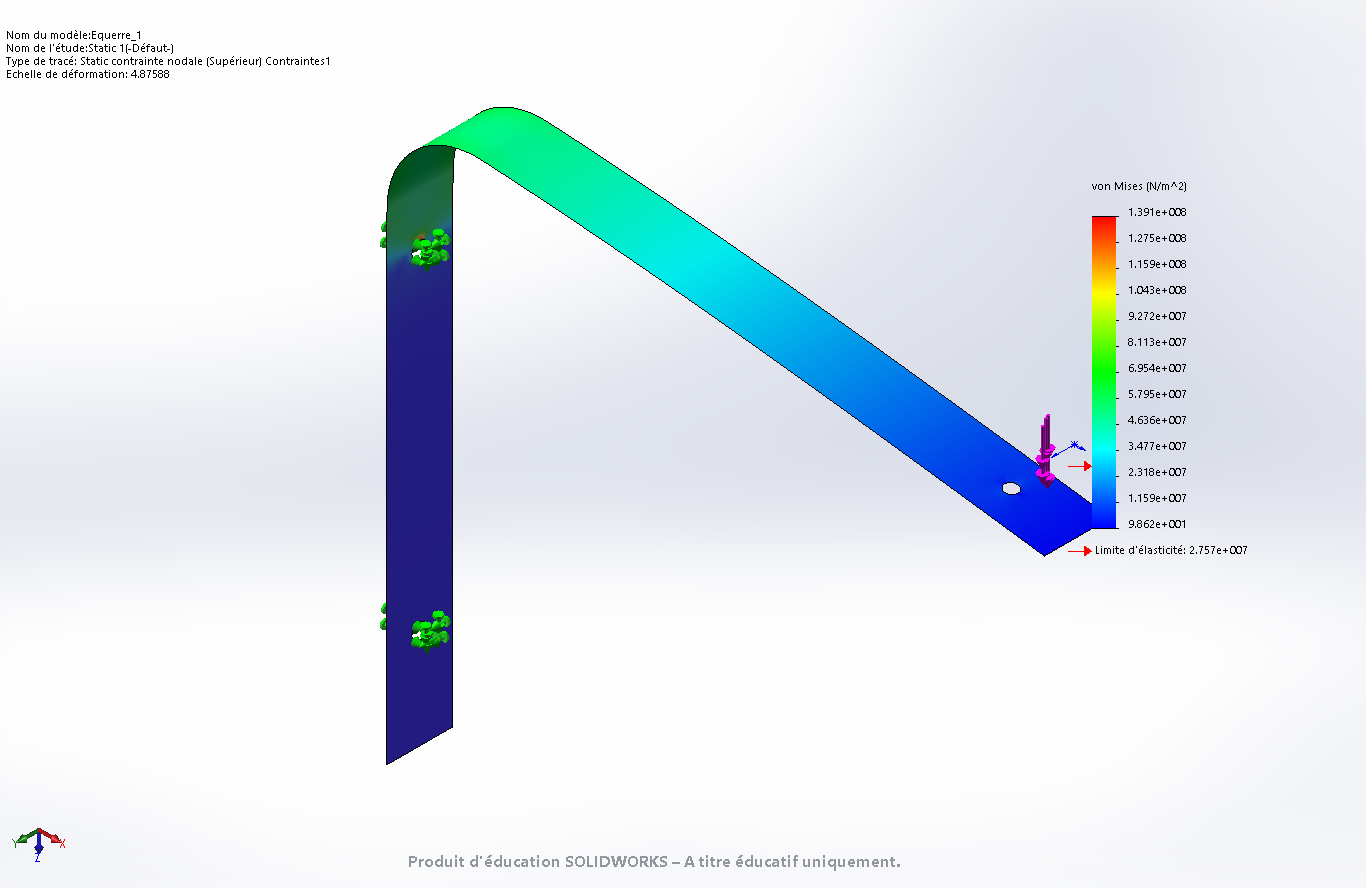 Nom du modèle:Equerre_1
Nom de l'étude:Static 1(-Défaut-)
Type de tracé: Static contrainte nodale (Supérieur) Contraintes1
Echelle de déformation: 4.87588
von Mises (N/m^2)
1.391e+008
1.275e+008
1.159e+008
1.043e+008
9.272e+007
8.113e+007
6.954e+007
5.795e+007
4.636e+007
3.477e+007
2.318e+007
1.159e+007
9.862e+001
Limite d'élasticité: 2.757e+007
Y X
Z
Produit d'éducation SOLIDWORKS – A titre éducatif uniquement.